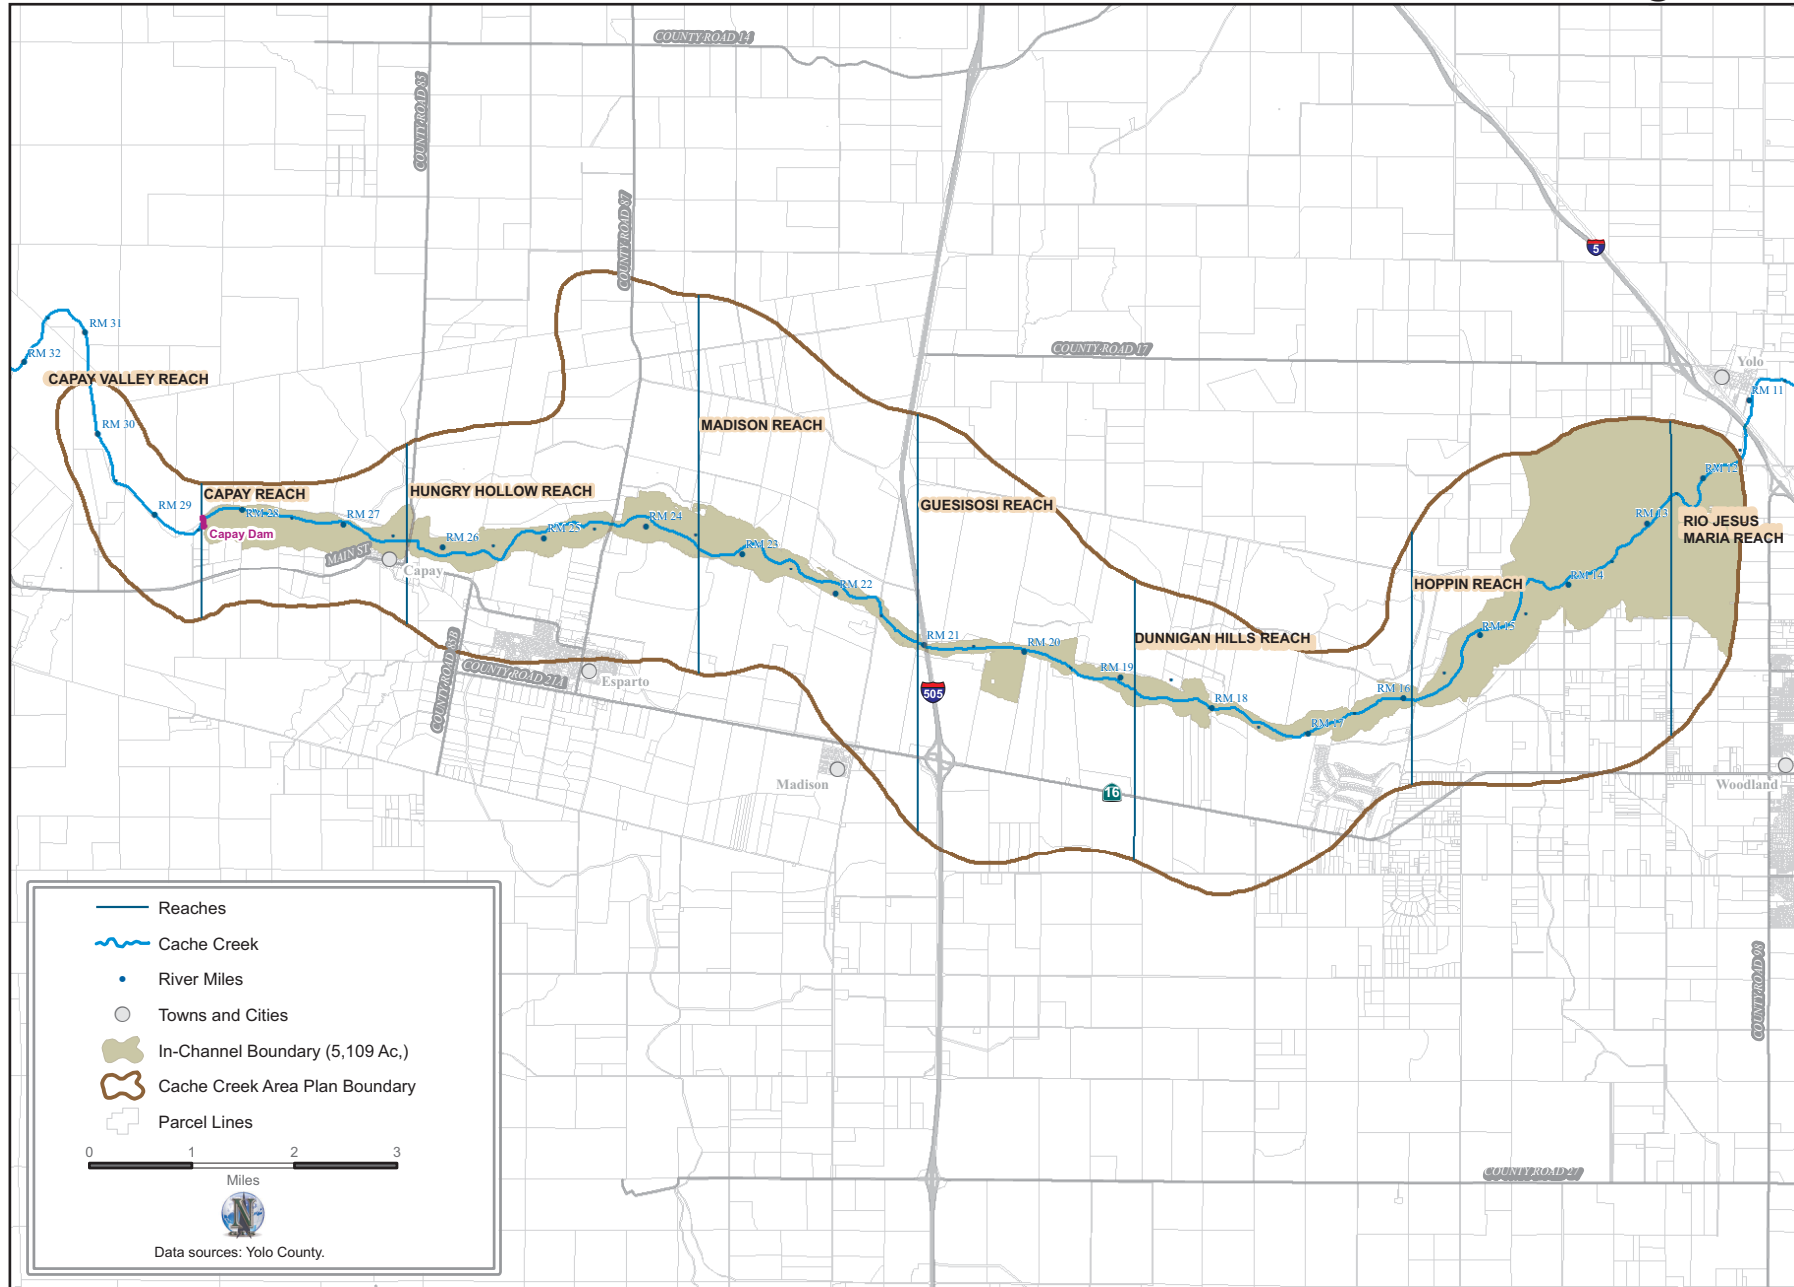 COUNTY ROAD 14
COUNTY ROAD 85
COUNTY ROAD 87
5
RM 31
RM 32
CAPAY VALLEY REACH
COUNTY ROAD 17
Yolo
RM 11
RM 30
MADISON REACH
RM 29
CAPAY REACH
HUNGRY HOLLOW REACH
GUESISOSI REACH
RM 12
RM 28
RM 27
RM 24
RM 13
RIO JESUS
MARIA REACH
Capay Dam
RM 25
RM 26
RM 23
MAIN ST
Capay
RM 22
HOPPIN REACH
RM 14
COUNTY ROAD 21A
Esparto
RM 21
RM 20
DUNNIGAN HILLS REACH
RM 15
RM 19
505
RM 18
RM 16
RM 17
Madison
16
Woodland
Reaches
Cache Creek
River Miles
Towns and Cities
In-Channel Boundary (5,109 Ac,)
Cache Creek Area Plan Boundary
Parcel Lines
0 1 2 3
Miles
N
Data sources: Yolo County.
COUNTY ROAD 98
COUNTY ROAD 27